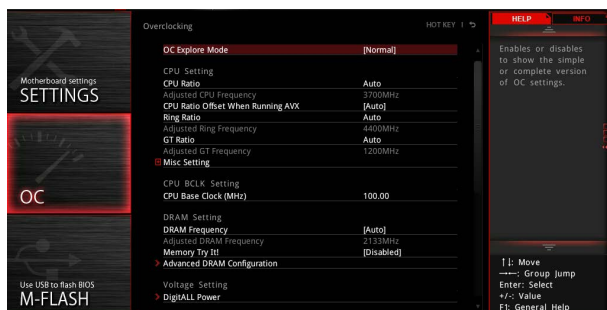 Overclocking
HOT KEY |
HELP
INFO
Motherboard settings
SETTINGS
OC
Use USB to flash BIOS
M-FLASH
OC Explore Mode [Normal]
CPU Setting
CPU Ratio Auto
Adjusted CPU Frequency 3700MHz
CPU Ratio Offset When Running AVX [Auto]
Ring Ratio Auto
Adjusted Ring Frequency 4400MHz
GT Ratio Auto
Adjusted GT Frequency 1200MHz
Misc Setting
CPU BCLK Setting
CPU Base Clock (MHz) 100.00
DRAM Setting
DRAM Frequency [Auto]
Adjusted DRAM Frequency 2133MHz
Memory Try It! [Disabled]
Advanced DRAM Configuration
Voltage Setting
DigitALL Power
Enables or disables
to show the simple
or complete version
of OC settings.
↑↓: Move
→←: Group Jump
Enter: Select
+/-: Value
F1: General Help